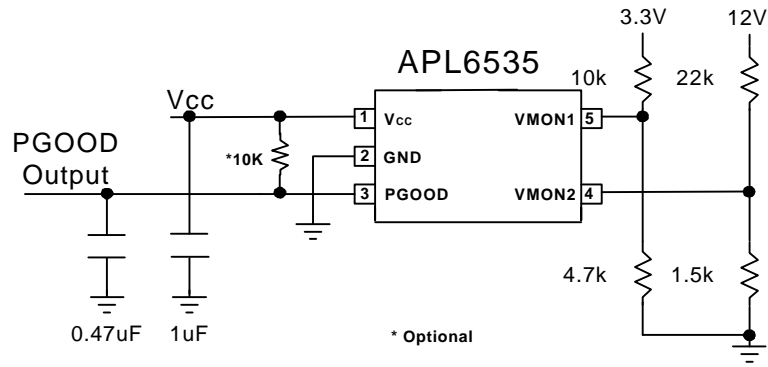 3.3V 12V
APL6535
10k 22k
Vcc
1 Vcc VMON1 5
PGOOD
Output
*10K
2 GND
3 PGOOD VMON2 4
4.7k 1.5k
0.47uF 1uF
* Optional